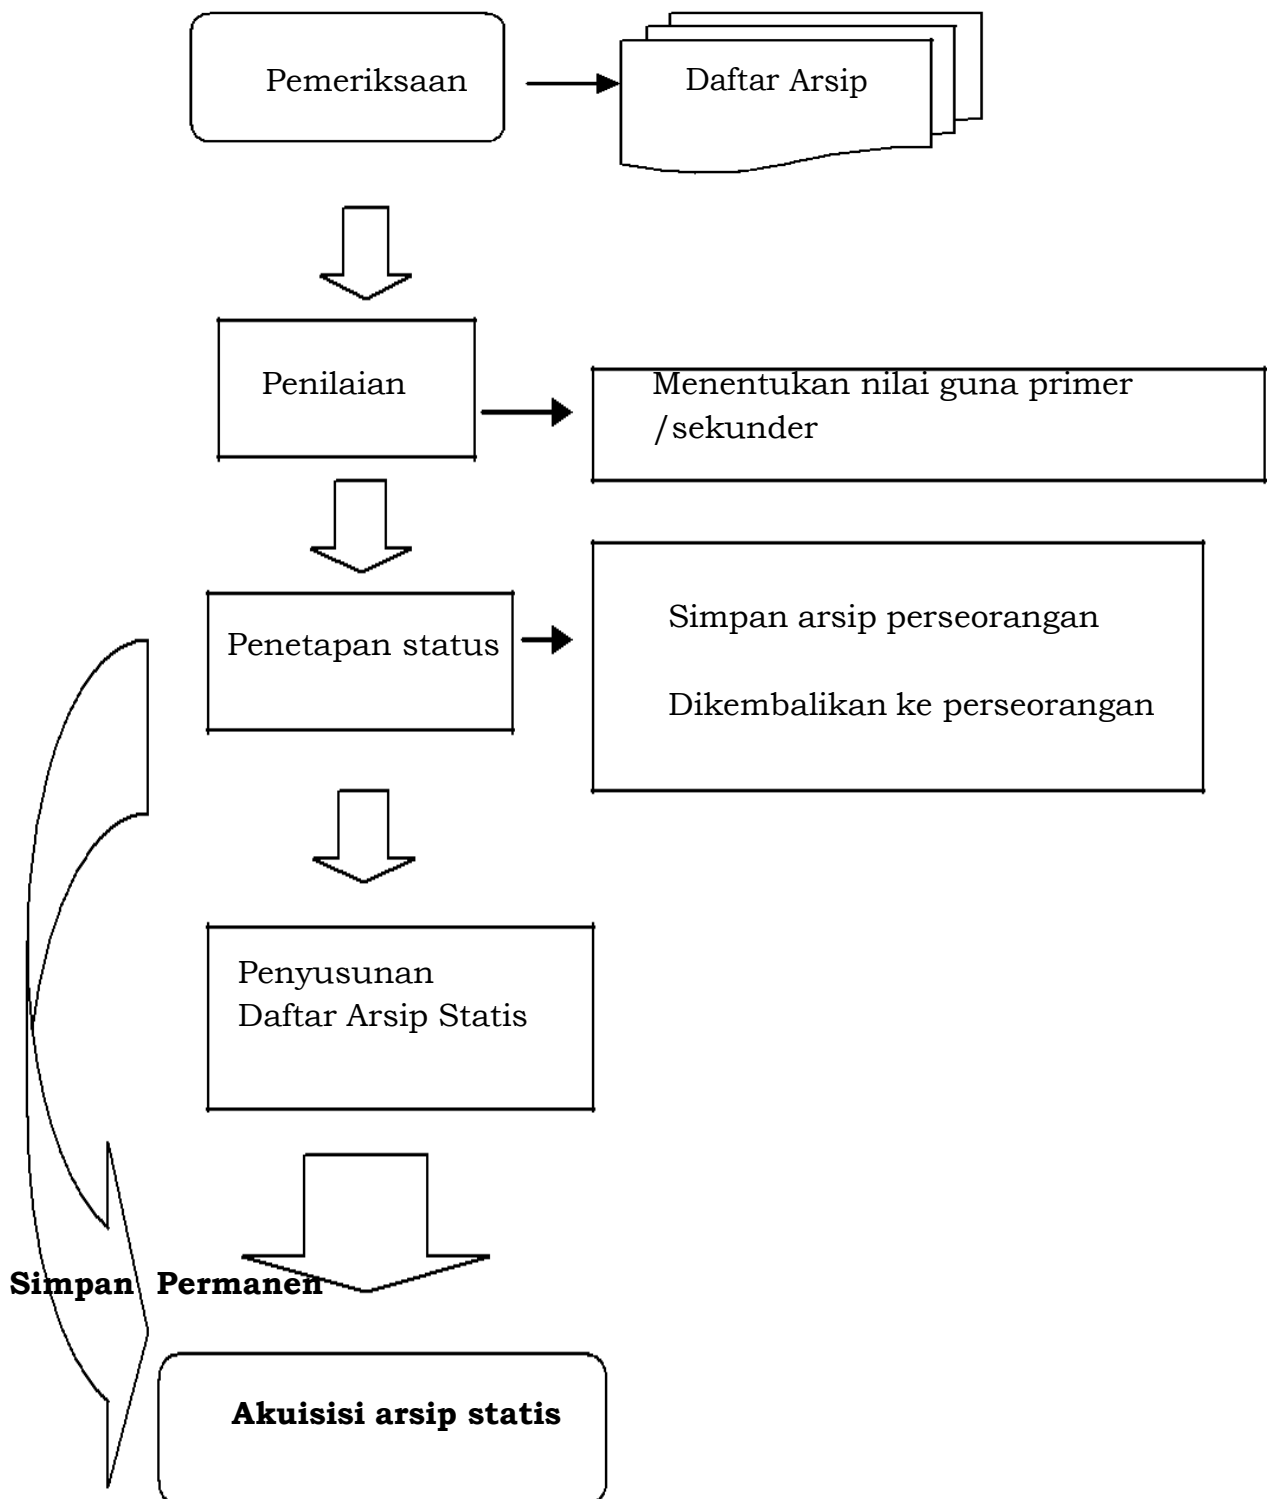 Pemeriksaan
Daftar Arsip
Penilaian
Menentukan nilai guna primer
/sekunder
Penetapan status
Simpan arsip perseorangan
Dikembalikan ke perseorangan
Penyusunan
Daftar Arsip Statis
Simpan Permanen
Akuisisi arsip statis